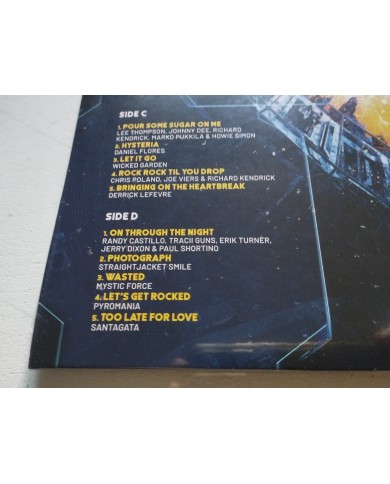 SIDE C
1. POUR SOME SUGAR ON ME
LEE THOMPSON, JOHNNY DEE, RICHARD
KENDRICK, MARKO PUKKILA & HOWIE SIMON
2. HYSTERIA
DANIEL FLORES
3. LET IT GO
WICKED GARDEN
4. ROCK ROCK TIL YOU DROP
CHRIS POLAND, JOE VIERS & RICHARD KENDRICK
5. BRINGING ON THE HEARTBREAK
DERRICK LEFEVRE
SIDE D
1. ON THROUGH THE NIGHT
RANDY CASTILLO, TRACII GUNS, ERIK TURNER,
JERRY DIXON & PAUL SHORTINO
2. PHOTOGRAPH
STRAIGHTJACKET SMILE
3. WASTED
MYSTIC FORCE
4. LET'S GET ROCKED
PYROMANIA
5. TOO LATE FOR LOVE
SANTAGATA